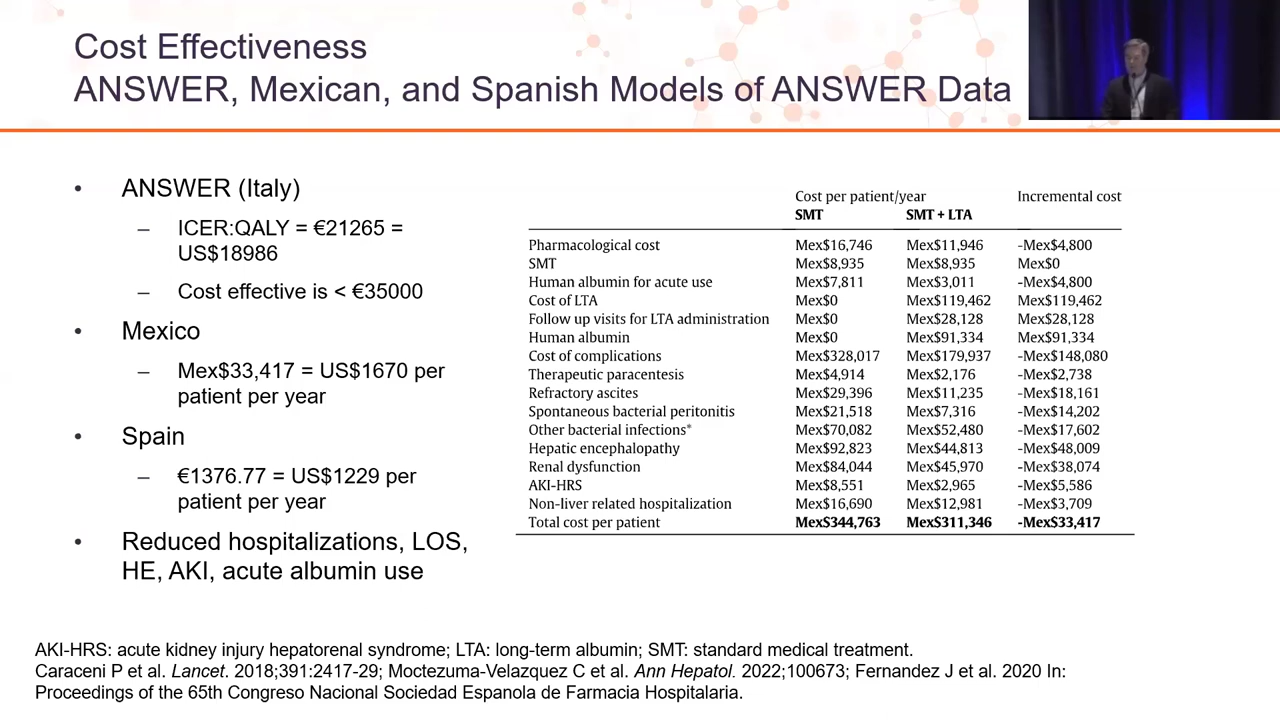 Cost Effectiveness
ANSWER, Mexican, and Spanish Models of ANSWER Data
• ANSWER (Italy)
– ICER:QALY = €21265 =
US$18986
– Cost effective is < €35000
• Mexico
– Mex$33,417 = US$1670 per
patient per year
• Spain
– €1376.77 = US$1229 per
patient per year
• Reduced hospitalizations, LOS,
HE, AKI, acute albumin use
Cost per patient/year Incremental cost
SMT SMT + LTA
Pharmacological cost Mex$16,746 Mex$11,946 -Mex$4,800
SMT Mex$8,935 Mex$8,935 Mex$0
Human albumin for acute use Mex$7,811 Mex$3,011 -Mex$4,800
Cost of LTA Mex$0 Mex$119,462 Mex$119,462
Follow up visits for LTA administration Mex$0 Mex$28,128 Mex$28,128
Human albumin Mex$0 Mex$91,334 Mex$91,334
Cost of complications Mex$328,017 Mex$179,937 -Mex$148,080
Therapeutic paracentesis Mex$4,914 Mex$2,176 -Mex$2,738
Refractory ascites Mex$29,396 Mex$11,235 -Mex$18,161
Spontaneous bacterial peritonitis Mex$21,518 Mex$7,316 -Mex$14,202
Other bacterial infections* Mex$70,082 Mex$52,480 -Mex$17,602
Hepatic encephalopathy Mex$92,823 Mex$44,813 -Mex$48,009
Renal dysfunction Mex$84,044 Mex$45,970 -Mex$38,074
AKI-HRS Mex$8,551 Mex$2,965 -Mex$5,586
Non-liver related hospitalization Mex$16,690 Mex$12,981 -Mex$3,709
Total cost per patient Mex$344,763 Mex$311,346 -Mex$33,417
AKI-HRS: acute kidney injury hepatorenal syndrome; LTA: long-term albumin; SMT: standard medical treatment.
Caraceni P et al. Lancet. 2018;391:2417-29; Moctezuma-Velazquez C et al. Ann Hepatol. 2022;100673; Fernandez J et al. 2020 In:
Proceedings of the 65th Congreso Nacional Sociedad Espanola de Farmacia Hospitalaria.